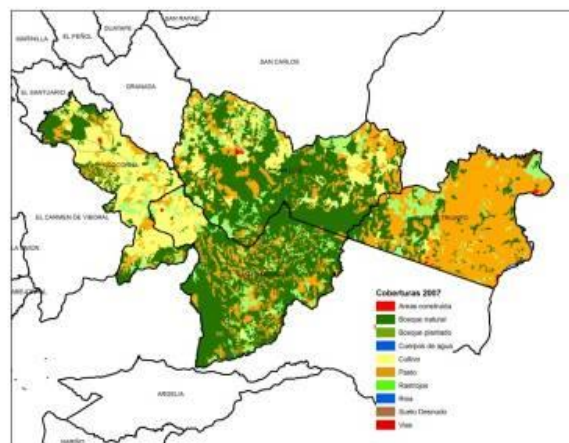 SAN RAFAEL
GUATAPE
MARINILLA
EL PEÑOL
SAN CARLOS
GRANADA
EL SANTUARIO
COCORNA
EL CARMEN DE VIBORAL
Coberturas 2007
Areas construida
Bosque natural
Bosque plantado
Cuerpos de agua
Cultivo
Pasto
Rastrojos
Rios
Suelo Desnudo
Vias
ARGELIA